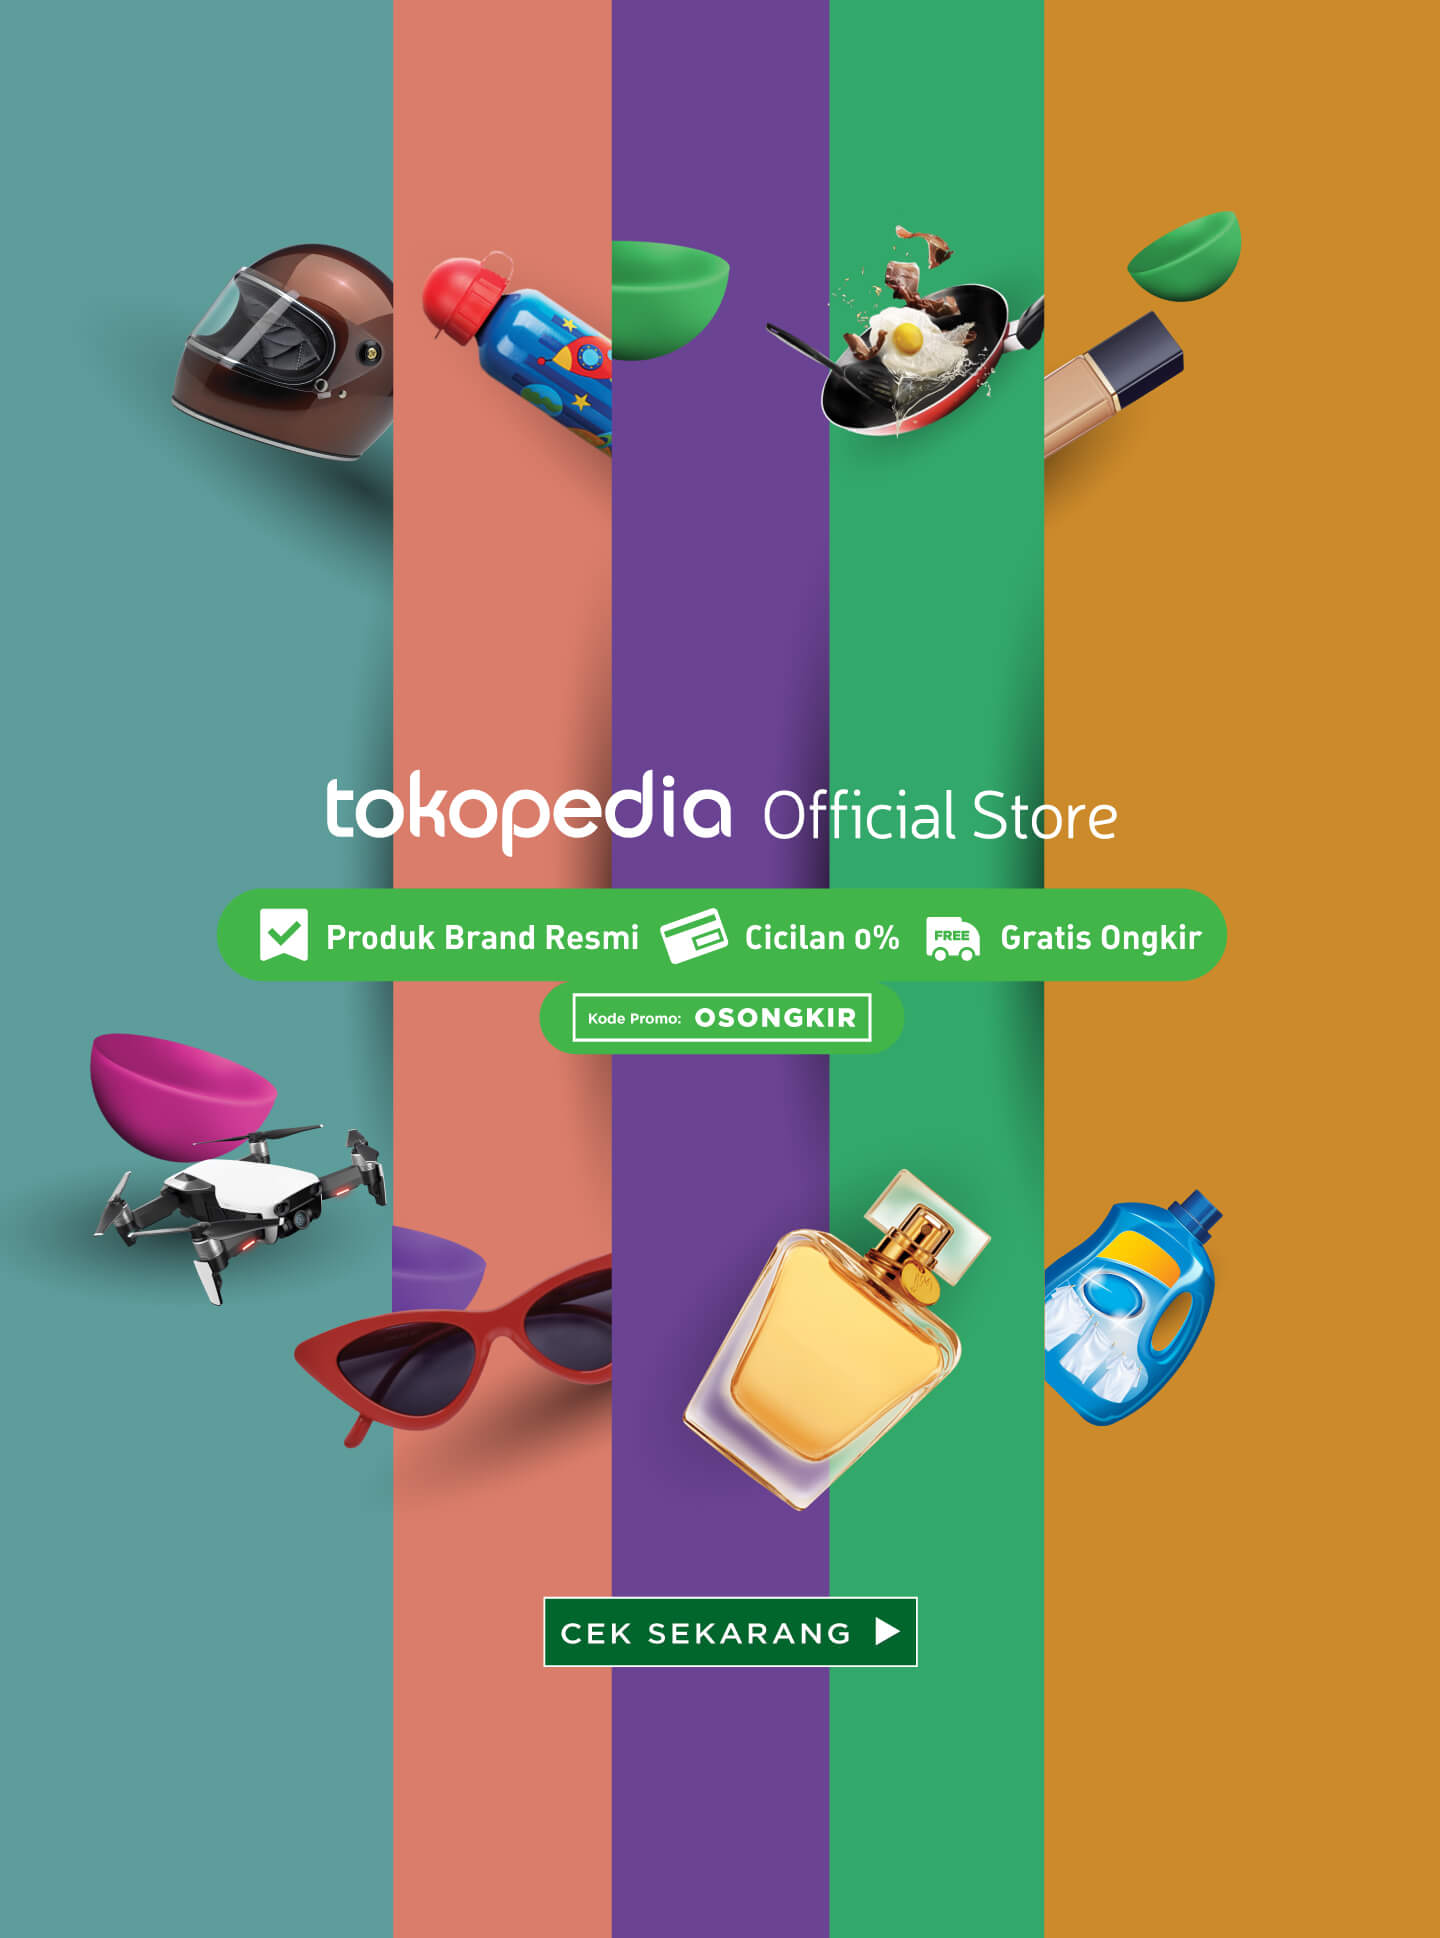 tokopedia Official Store
Produk Brand Resmi Cicilan 0% FREE Gratis Ongkir
Kode Promo: OSONGKIR
CEK SEKARANG